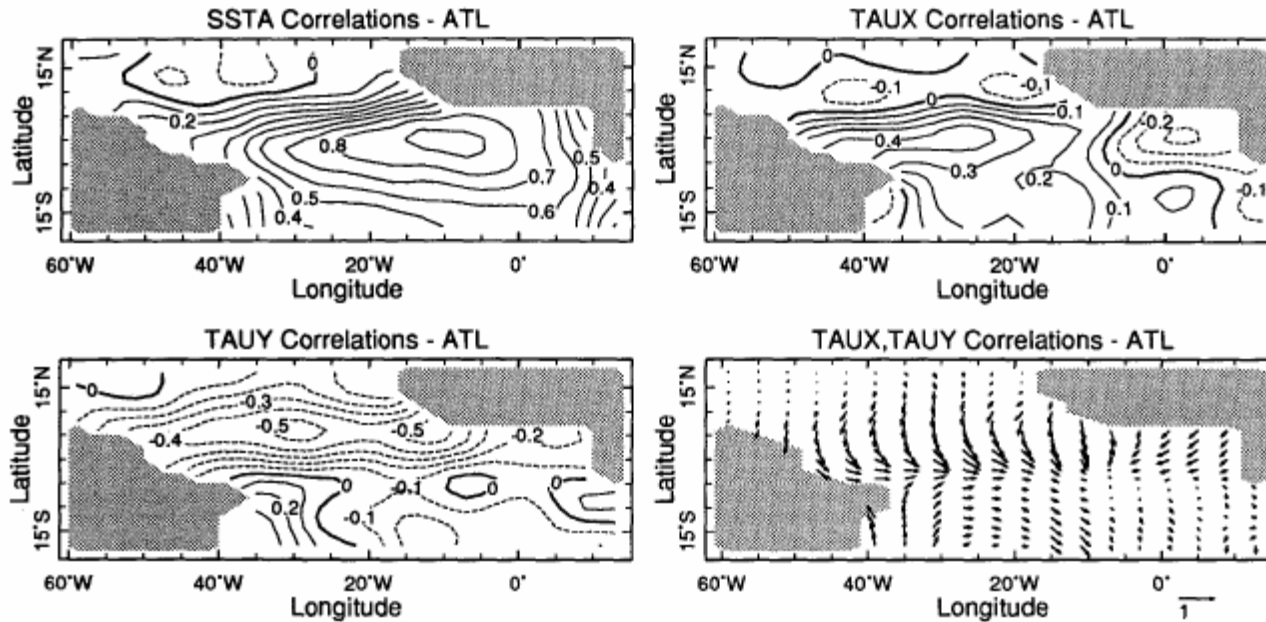 SSTA Correlations - ATL
Latitude
15°N
15°S
0
0.2
0.8
0.7
0.5
0.6
0.4
0.5
0.4
60°W
40°W
20°W
0°
Longitude
TAUX Correlations - ATL
Latitude
15°N
15°S
0
-0.1
-0.1
0
0.1
0.4
0.3
0.2
0.2
0
0.1
-0.1
60°W
40°W
20°W
0°
Longitude
TAUY Correlations - ATL
Latitude
15°N
15°S
0
-0.3
-0.5
-0.4
-0.5
-0.2
0
0.2
-0.1
0
0
-0.1
60°W
40°W
20°W
0°
Longitude
TAUX,TAUY Correlations - ATL
Latitude
15°N
15°S
60°W
40°W
20°W
0°
Longitude
1